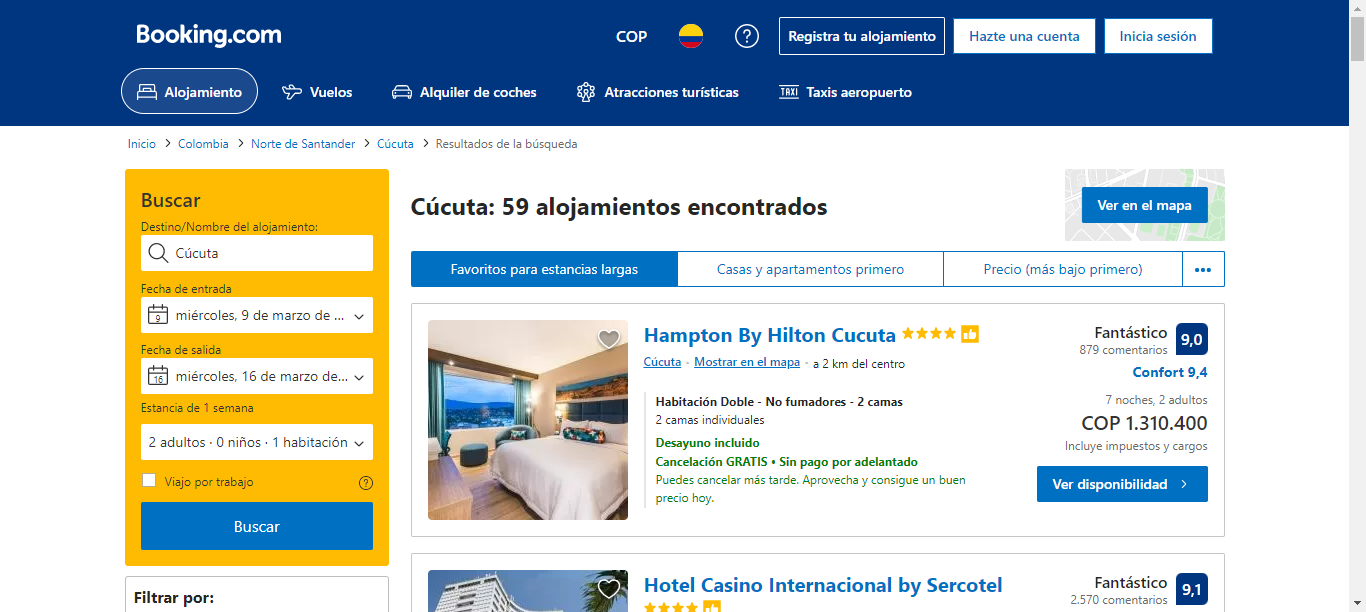 Booking.com
COP
?
Registra tu alojamiento
Hazte una cuenta
Inicia sesión
Alojamiento
Vuelos
Alquiler de coches
Atracciones turísticas
TAXI Taxis aeropuerto
Inicio > Colombia > Norte de Santander > Cúcuta > Resultados de la búsqueda
Buscar
Destino/Nombre del alojamiento:
Cúcuta
Fecha de entrada
9 miércoles, 9 de marzo de ...
Fecha de salida
16 miércoles, 16 de marzo de...
Estancia de 1 semana
2 adultos · 0 niños · 1 habitación
Viajo por trabajo ?
Buscar
Filtrar por:
Cúcuta: 59 alojamientos encontrados
Ver en el mapa
Favoritos para estancias largas
Casas y apartamentos primero
Precio (más bajo primero)
•••
Hampton By Hilton Cucuta
Cúcuta · Mostrar en el mapa · a 2 km del centro
Habitación Doble - No fumadores - 2 camas
2 camas individuales
Desayuno incluido
Cancelación GRATIS • Sin pago por adelantado
Puedes cancelar más tarde. Aprovecha y consigue un buen
precio hoy.
Fantástico 9,0
879 comentarios
Confort 9,4
7 noches, 2 adultos
COP 1.310.400
Incluye impuestos y cargos
Ver disponibilidad
Hotel Casino Internacional by Sercotel
Fantástico 9,1
2.570 comentarios